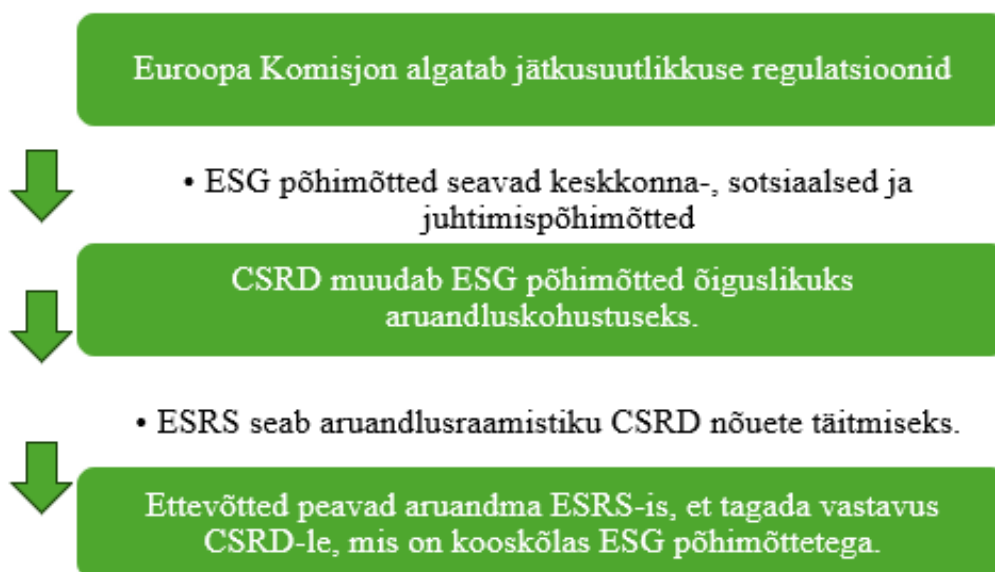 Euroopa Komisjon algatab jätkusuutlikkuse regulatsioonid
• ESG põhimõtted seavad keskkonna-, sotsiaalsed ja
juhtimispõhimõtted
CSRD muudab ESG põhimõtted õiguslikuks
aruandluskohustuseks.
• ESRS seab aruandlusraamistiku CSRD nõuete täitmiseks.
Ettevõtted peavad aruandma ESRS-is, et tagada vastavus
CSRD-le, mis on kooskõlas ESG põhimõttetega.